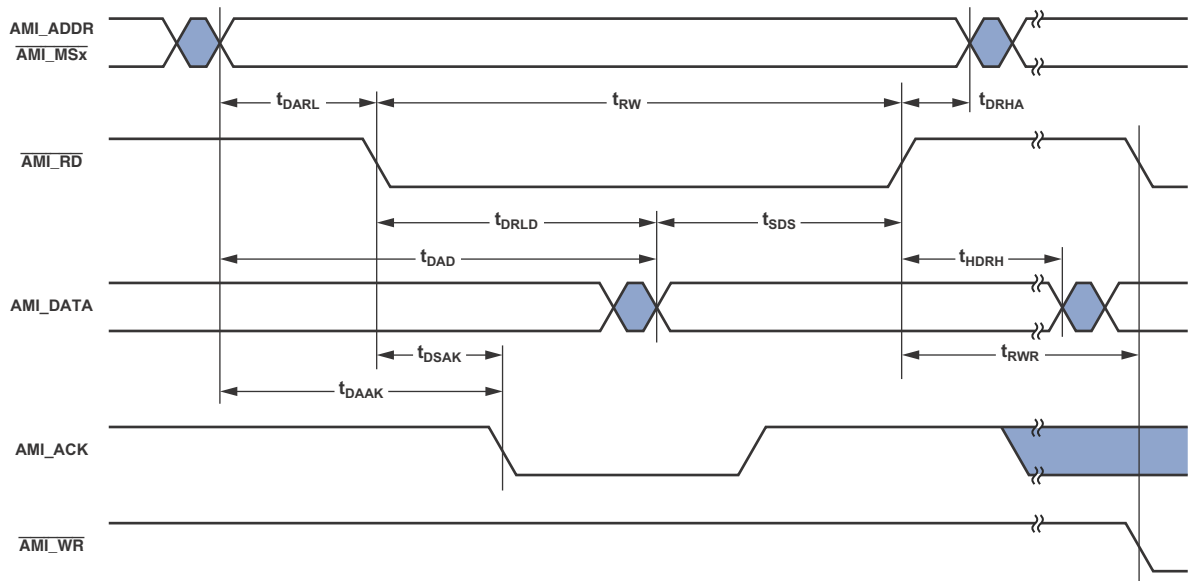 AMI_ADDR
AMI_MSx
tDARL
tRW
tDRHA
AMI_RD
tDRLD
tSDS
tDAD
tHDRH
AMI_DATA
tDSAK
tRWR
tDAAK
AMI_ACK
AMI_WR